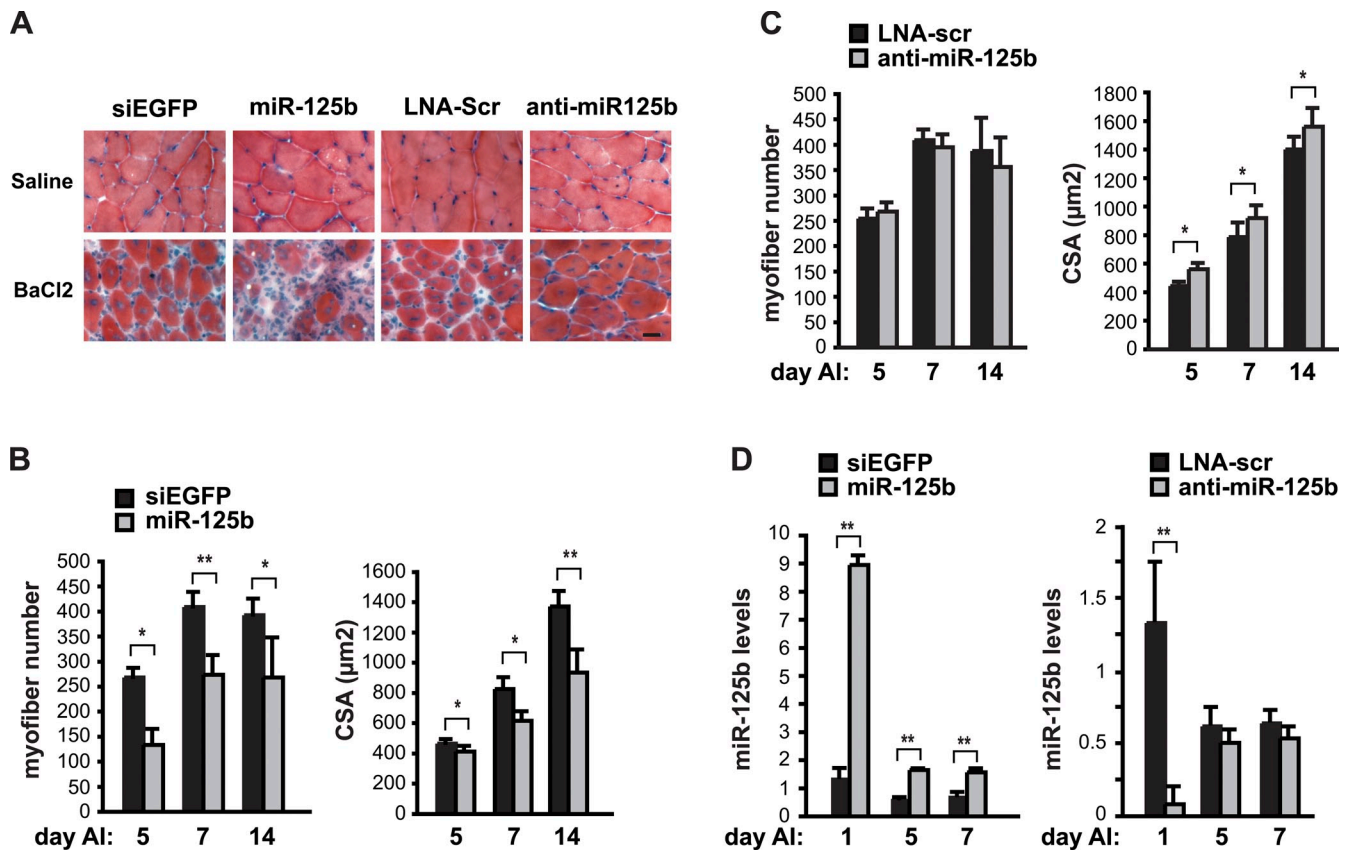 A
siEGFP miR-125b LNA-Scr anti-miR125b
Saline
BaCl2
B
siEGFP
miR-125b
myofiber number
500
450
400
350
300
250
200
150
100
50
0
* ** *
day AI: 5 7 14
CSA (µm2)
1600
1400
1200
1000
800
600
400
200
0
* * **
5 7 14
C
LNA-scr
anti-miR-125b
myofiber number
500
450
400
350
300
250
200
150
100
50
0
day AI: 5 7 14
CSA (µm2)
1800
1600
1400
1200
1000
800
600
400
200
0
* * *
5 7 14
D
siEGFP
miR-125b
miR-125b levels
10
9
8
7
6
5
4
3
2
1
0
** ** **
day AI: 1 5 7
LNA-scr
anti-miR-125b
miR-125b levels
2
1.5
1
0.5
0
**
day AI: 1 5 7